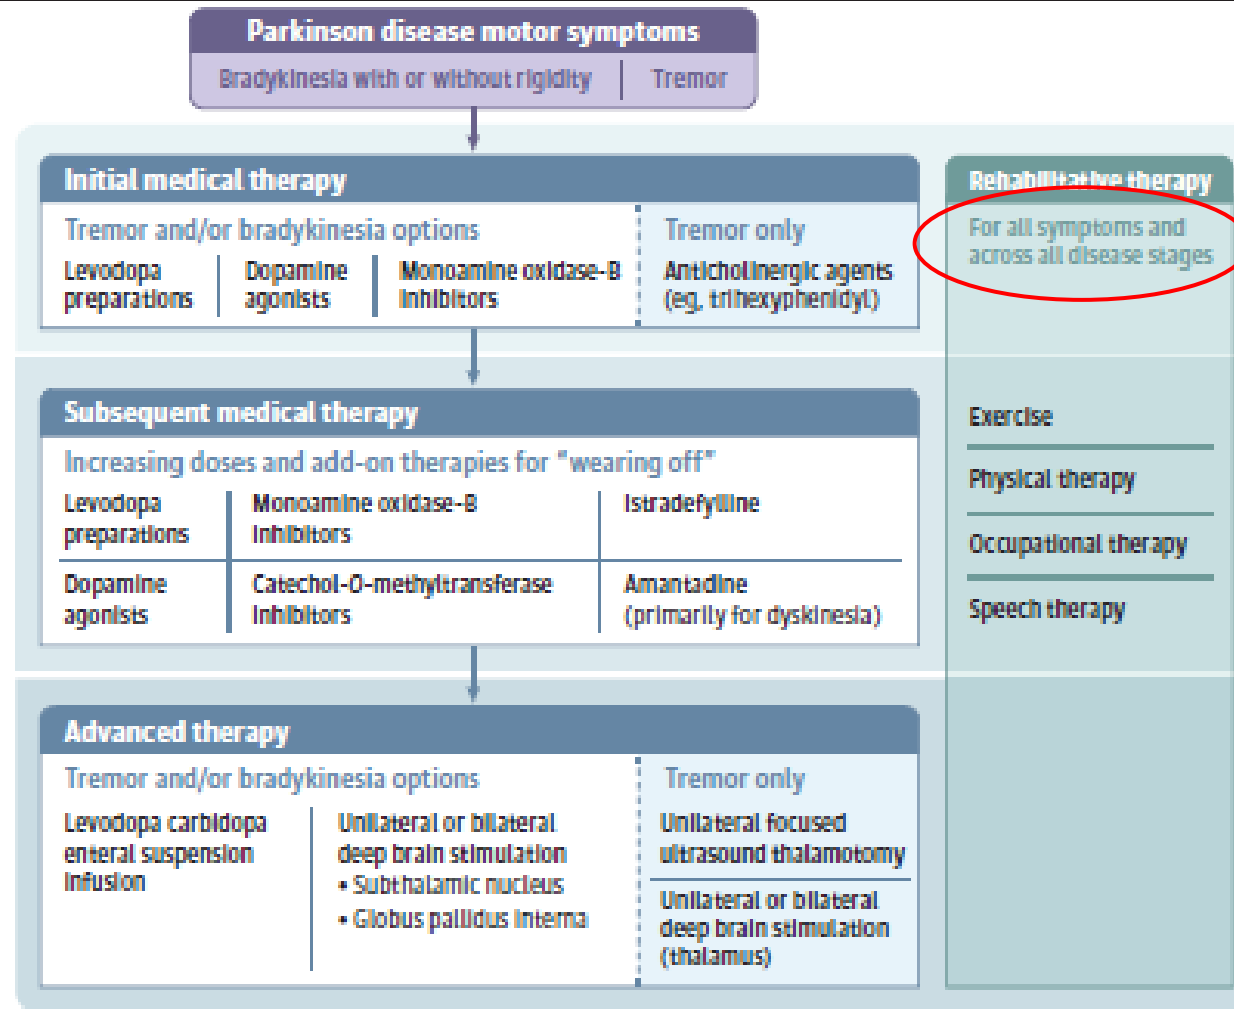 Parkinson disease motor symptoms
Bradykinesia with or without rigidity
Tremor
Initial medical therapy
Tremor and/or bradykinesia options
Levodopa
preparations
Dopamine
agonists
Monoamine oxidase-B
inhibitors
Tremor only
Anticholinergic agents
(eg, trihexyphenidyl)
Subsequent medical therapy
Increasing doses and add-on therapies for "wearing off"
Levodopa
preparations
Monoamine oxidase-B
inhibitors
Istradefylline
Dopamine
agonists
Catechol-O-methyltransferase
inhibitors
Amantadine
(primarily for dyskinesia)
Advanced therapy
Tremor and/or bradykinesia options
Levodopa carbidopa
enteral suspension
infusion
Unilateral or bilateral
deep brain stimulation
• Subthalamic nucleus
• Globus pallidus interna
Tremor only
Unilateral focused
ultrasound thalamotomy
Unilateral or bilateral
deep brain stimulation
(thalamus)
Rehabilitative therapy
For all symptoms and
across all disease stages
Exercise
Physical therapy
Occupational therapy
Speech therapy